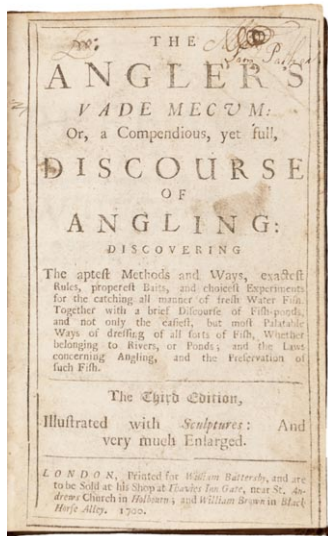 THE
ANGLER'S
VADE MECVM:
Or, a Compendious, yet full,
DISCOURSE
OF
ANGLING:
DISCOVERING
The aptest Methods and Ways, exactest
Rules, properest Baits, and choicest Experiments
for the catching all manner of fresh Water Fish.
Together with a brief Discourse of Fish-ponds,
and not only the easiest, but most Palatable
Ways of dressing of all sorts of Fish, Whether
belonging to Rivers, or Ponds; and the Laws
concerning Angling, and the Preservation of
such Fish.
The Third Edition,
Illustrated with Sculptures: And
very much Enlarged.
LONDON, Printed for William Battersby, and are
to be Sold at his Shop at Thavies Inn Gate, near St. An-
drews Church in Holbourn; and William Brown in Black
Horse Alley. 1700.